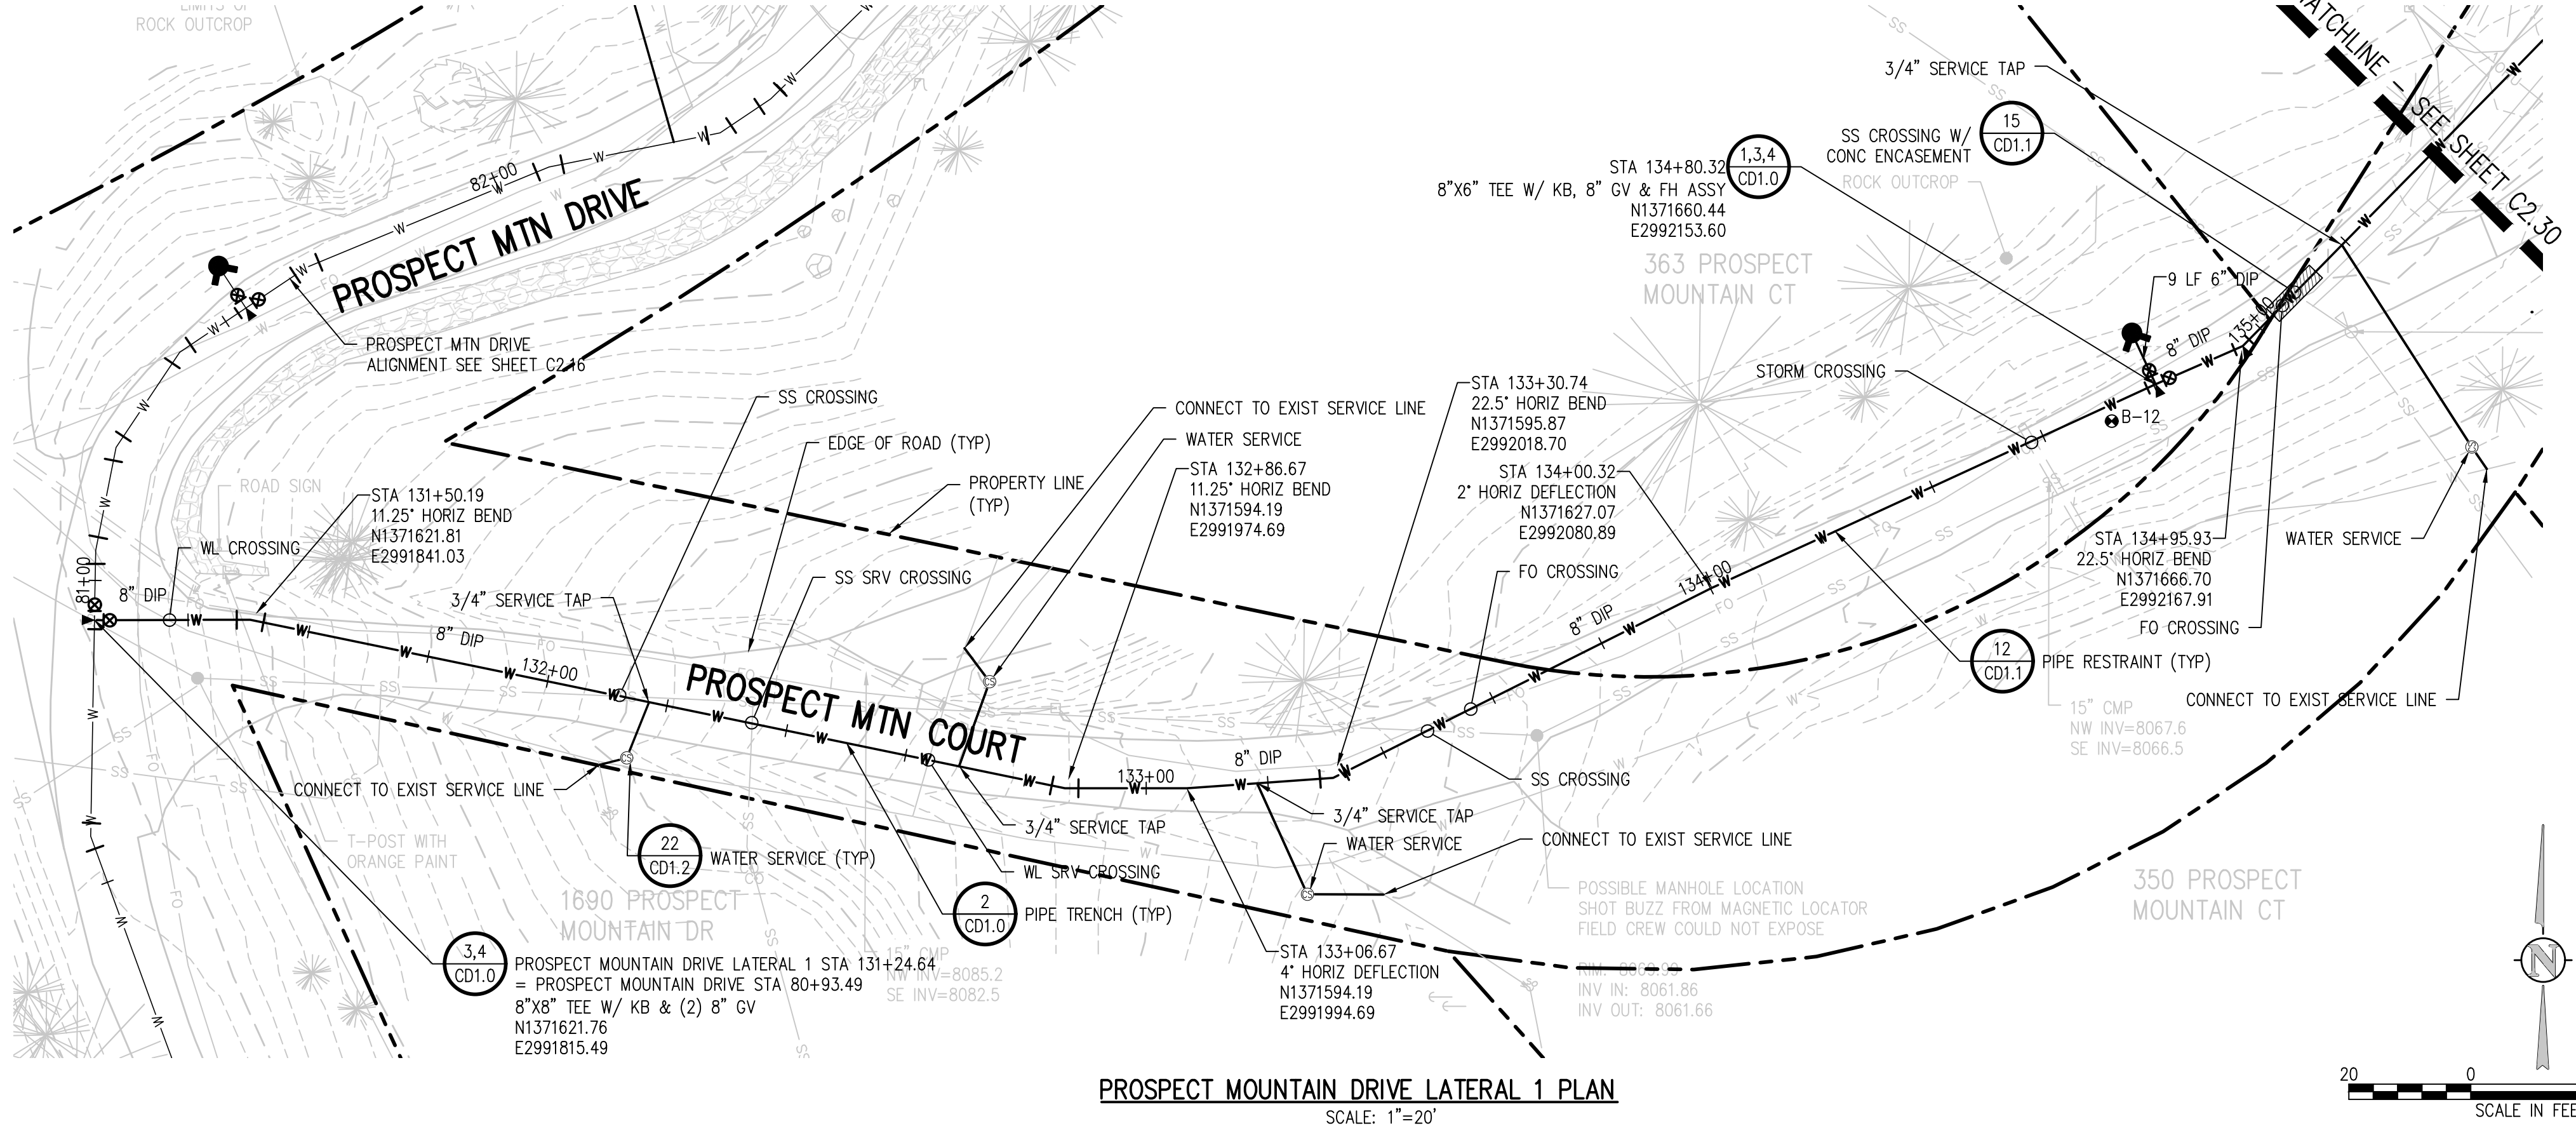 LIMITS OF
ROCK OUTCROP
MATCHLINE - SEE SHEET C2.30
3/4" SERVICE TAP
15
CD1.1
SS CROSSING W/
CONC ENCASEMENT
1,3,4
CD1.0
STA 134+80.32
8"X6" TEE W/ KB, 8" GV & FH ASSY
N1371660.44
E2992153.60
ROCK OUTCROP
363 PROSPECT
MOUNTAIN CT
82+00
PROSPECT MTN DRIVE
PROSPECT MTN DRIVE
ALIGNMENT SEE SHEET C2.16
9 LF 6" DIP
8" DIP
135+00
STORM CROSSING
B-12
SS CROSSING
EDGE OF ROAD (TYP)
PROPERTY LINE
(TYP)
CONNECT TO EXIST SERVICE LINE
WATER SERVICE
STA 132+86.67
11.25° HORIZ BEND
N1371594.19
E2991974.69
STA 133+30.74
22.5° HORIZ BEND
N1371595.87
E2992018.70
STA 134+00.32
2° HORIZ DEFLECTION
N1371627.07
E2992080.89
ROAD SIGN
STA 131+50.19
11.25° HORIZ BEND
N1371621.81
E2991841.03
WL CROSSING
81+00
8" DIP
3/4" SERVICE TAP
SS SRV CROSSING
FO CROSSING
134+00
8" DIP
STA 134+95.93
22.5° HORIZ BEND
N1371666.70
E2992167.91
WATER SERVICE
FO CROSSING
12
CD1.1
PIPE RESTRAINT (TYP)
CONNECT TO EXIST SERVICE LINE
15" CMP
NW INV=8067.6
SE INV=8066.5
8" DIP
132+00
PROSPECT MTN COURT
8" DIP
133+00
SS CROSSING
CONNECT TO EXIST SERVICE LINE
3/4" SERVICE TAP
3/4" SERVICE TAP
WATER SERVICE
CONNECT TO EXIST SERVICE LINE
T-POST WITH
ORANGE PAINT
22
CD1.2
WATER SERVICE (TYP)
WL SRV CROSSING
2
CD1.0
PIPE TRENCH (TYP)
1690 PROSPECT
MOUNTAIN DR
POSSIBLE MANHOLE LOCATION
SHOT BUZZ FROM MAGNETIC LOCATOR
FIELD CREW COULD NOT EXPOSE
350 PROSPECT
MOUNTAIN CT
3,4
CD1.0
PROSPECT MOUNTAIN DRIVE LATERAL 1 STA 131+24.64
= PROSPECT MOUNTAIN DRIVE STA 80+93.49
8"X8" TEE W/ KB & (2) 8" GV
N1371621.76
E2991815.49
15" CMP
NW INV=8085.2
SE INV=8082.5
STA 133+06.67
4° HORIZ DEFLECTION
N1371594.19
E2991994.69
INV IN: 8061.86
INV OUT: 8061.66
N
PROSPECT MOUNTAIN DRIVE LATERAL 1 PLAN
SCALE: 1"=20'
20 0
SCALE IN FEE